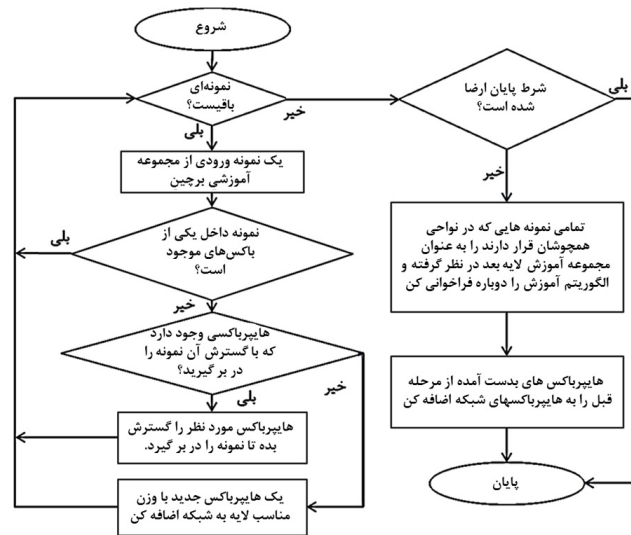 شروع
نمونه‌ای
باقیست؟
خیر
بلی
یک نمونه ورودی از مجموعه
آموزشی برچین
نمونه داخل یکی از
باکس‌های موجود
است؟
بلی
خیر
هایپرباکسی وجود دارد
که با گسترش آن نمونه را
در بر گیرید؟
خیر
بلی
هایپرباکس مورد نظر را گسترش
بده تا نمونه را در بر گیرد.
یک هایپرباکس جدید با وزن
مناسب لایه به شبکه اضافه کن
شرط پایان ارضا
شده است؟
بلی
خیر
تمامی نمونه هایی که در نواحی
همچوشان قرار دارند را به عنوان
مجموعه آموزش لایه بعد در نظر گرفته و
الگوریتم آموزش را دوباره فراخوانی کن
هایپرباکس های بدست آمده از مرحله
قبل را به هایپرباکسهای شبکه اضافه کن
پایان